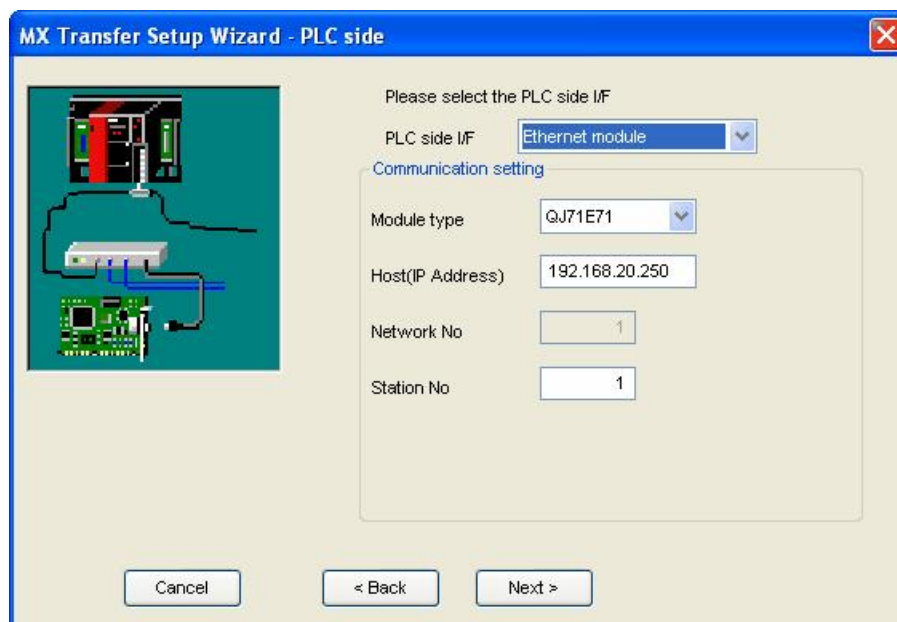 MX Transfer Setup Wizard - PLC side
Please select the PLC side I/F
PLC side I/F Ethernet module
Communication setting
Module type QJ71E71
Host(IP Address) 192.168.20.250
Network No 1
Station No 1
Cancel < Back Next >